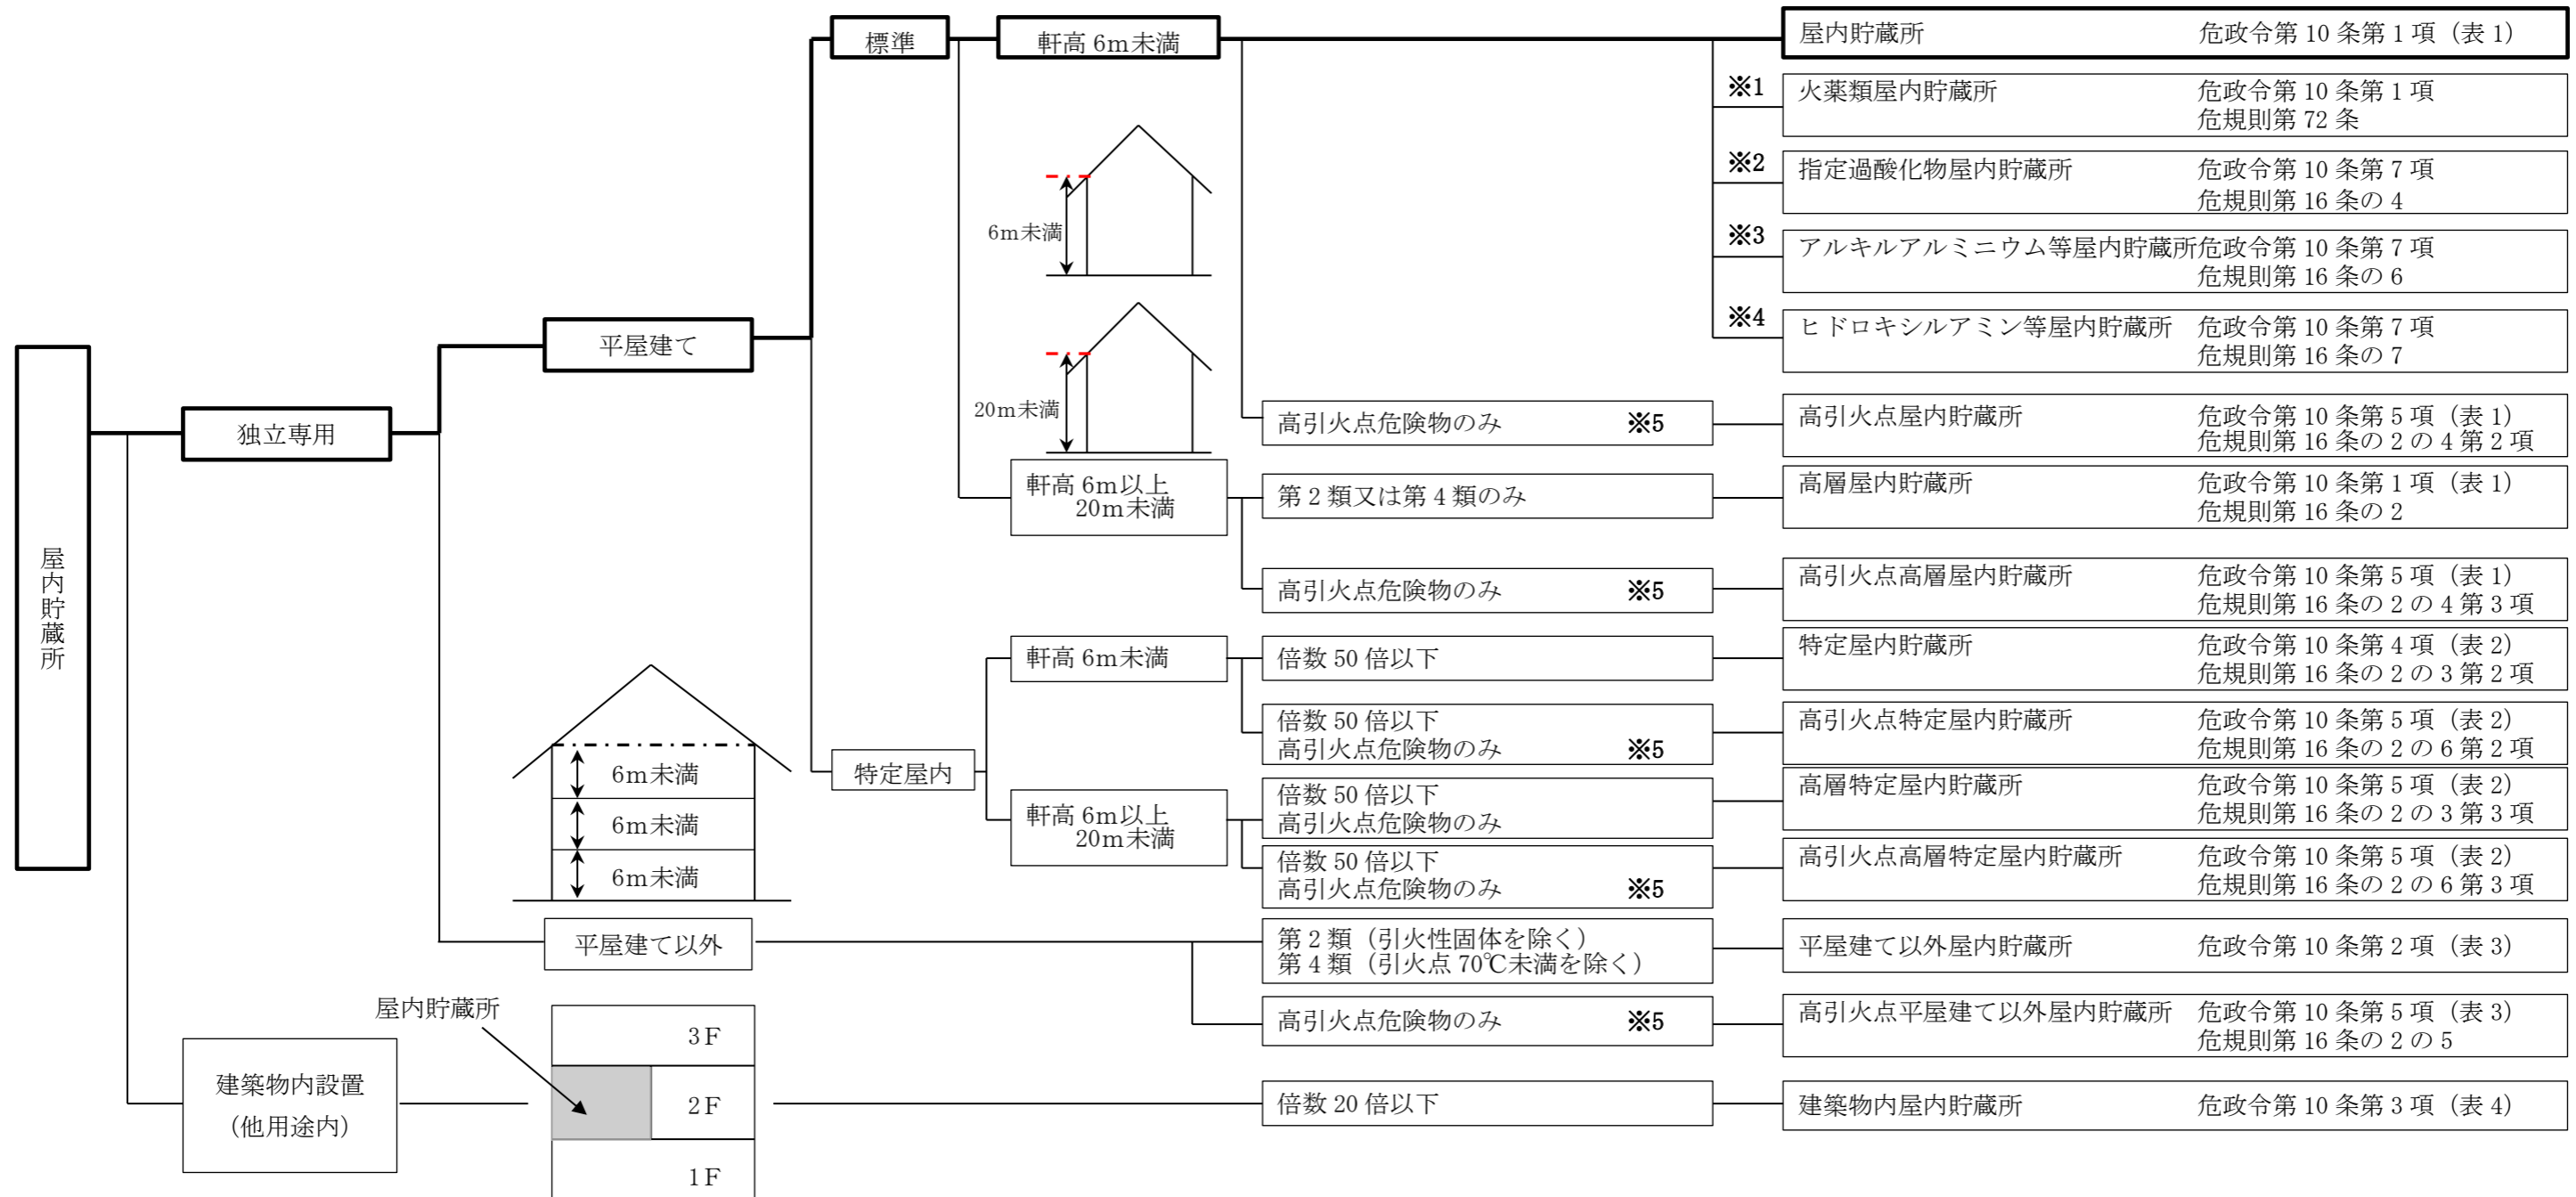 屋内貯蔵所
独立専用
建築物内設置
（他用途内）
平屋建て
平屋建て以外
屋内貯蔵所
3F
2F
1F
6m未満
6m未満
6m未満
標準
特定屋内
軒高 6m未満
6m未満
20m未満
軒高 6m以上
20m未満
軒高 6m未満
軒高 6m以上
20m未満
高引火点危険物のみ ※5
第 2 類又は第 4 類のみ
高引火点危険物のみ ※5
倍数 50 倍以下
倍数 50 倍以下
高引火点危険物のみ ※5
倍数 50 倍以下
高引火点危険物のみ
倍数 50 倍以下
高引火点危険物のみ ※5
第 2 類（引火性固体を除く）
第 4 類（引火点 70℃未満を除く）
高引火点危険物のみ ※5
倍数 20 倍以下
屋内貯蔵所 危政令第 10 条第 1 項（表 1）
※1
火薬類屋内貯蔵所 危政令第 10 条第 1 項
危規則第 72 条
※2
指定過酸化物屋内貯蔵所 危政令第 10 条第 7 項
危規則第 16 条の 4
※3
アルキルアルミニウム等屋内貯蔵所危政令第 10 条第 7 項
危規則第 16 条の 6
※4
ヒドロキシルアミン等屋内貯蔵所 危政令第 10 条第 7 項
危規則第 16 条の 7
高引火点屋内貯蔵所 危政令第 10 条第 5 項（表 1）
危規則第 16 条の 2 の 4 第 2 項
高層屋内貯蔵所 危政令第 10 条第 1 項（表 1）
危規則第 16 条の 2
高引火点高層屋内貯蔵所 危政令第 10 条第 5 項（表 1）
危規則第 16 条の 2 の 4 第 3 項
特定屋内貯蔵所 危政令第 10 条第 4 項（表 2）
危規則第 16 条の 2 の 3 第 2 項
高引火点特定屋内貯蔵所 危政令第 10 条第 5 項（表 2）
危規則第 16 条の 2 の 6 第 2 項
高層特定屋内貯蔵所 危政令第 10 条第 5 項（表 2）
危規則第 16 条の 2 の 3 第 3 項
高引火点高層特定屋内貯蔵所 危政令第 10 条第 5 項（表 2）
危規則第 16 条の 2 の 6 第 3 項
平屋建て以外屋内貯蔵所 危政令第 10 条第 2 項（表 3）
高引火点平屋建て以外屋内貯蔵所 危政令第 10 条第 5 項（表 3）
危規則第 16 条の 2 の 5
建築物内屋内貯蔵所 危政令第 10 条第 3 項（表 4）